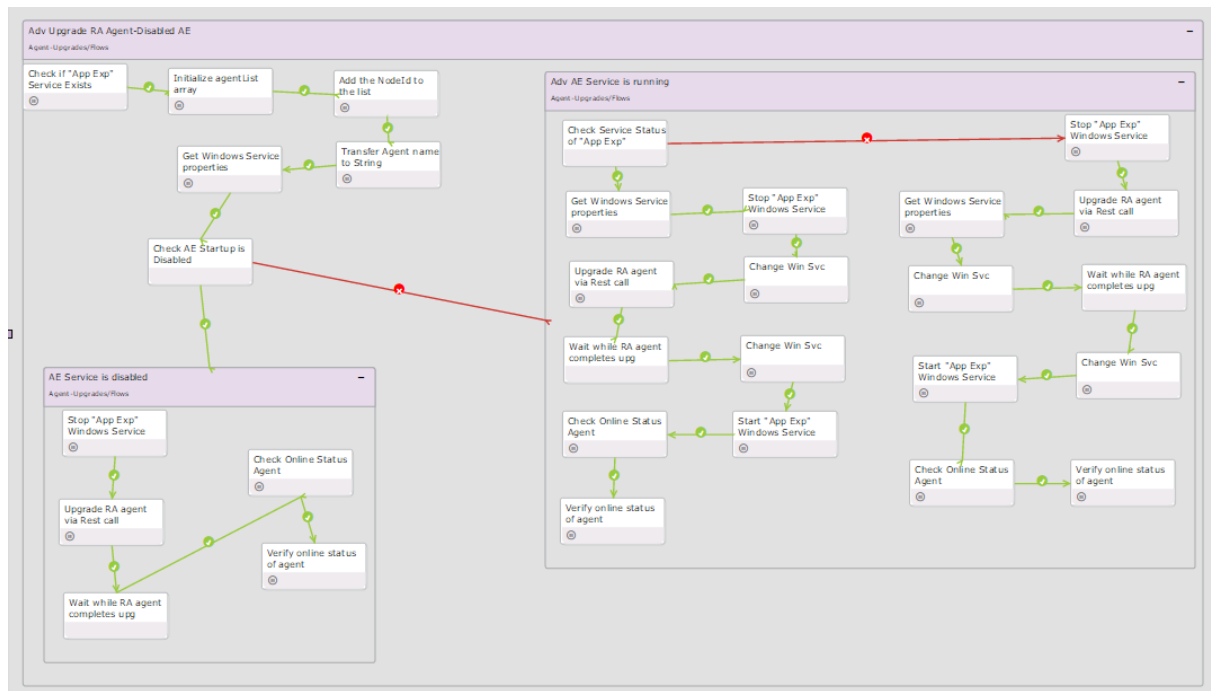 Adv Upgrade RA Agent-Disabled AE
Agent-Upgrades/Flows
Check if "App Exp"
Service Exists
Initialize agentList
array
Add the NodeId to
the list
Transfer Agent name
to String
Get Windows Service
properties
Check AE Startup is
Disabled
AE Service is disabled
Agent-Upgrades/Flows
Stop "App Exp"
Windows Service
Upgrade RA agent
via Rest call
Wait while RA agent
completes upg
Check Online Status
Agent
Verify online status
of agent
Adv AE Service is running
Agent-Upgrades/Flows
Check Service Status
of "App Exp"
Get Windows Service
properties
Stop "App Exp"
Windows Service
Change Win Svc
Upgrade RA agent
via Rest call
Wait while RA agent
completes upg
Change Win Svc
Start "App Exp"
Windows Service
Check Online Status
Agent
Verify online status
of agent
Stop "App Exp"
Windows Service
Upgrade RA agent
via Rest call
Get Windows Service
properties
Change Win Svc
Wait while RA agent
completes upg
Change Win Svc
Start "App Exp"
Windows Service
Check Online Status
Agent
Verify online status
of agent